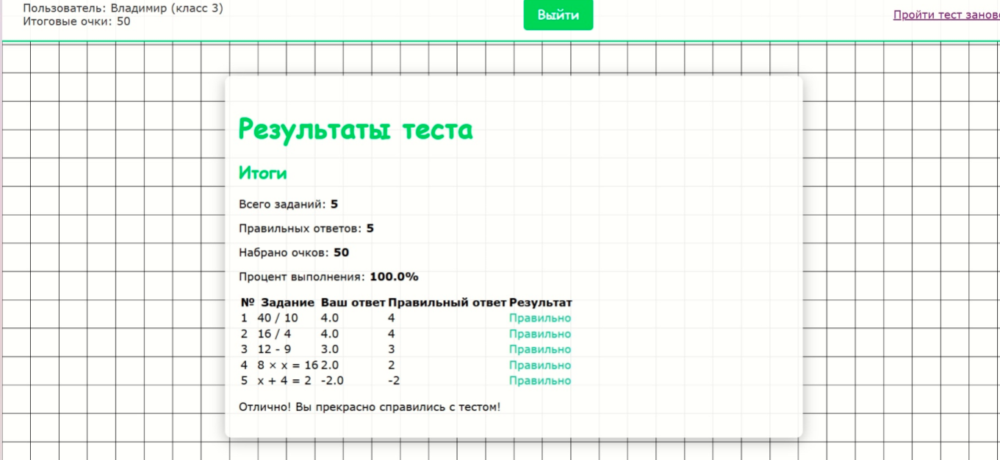 Пользователь: Владимир (класс 3)
Итоговые очки: 50
Выйти
Пройти тест
Результаты теста
Итоги
Всего заданий: 5
Правильных ответов: 5
Набрано очков: 50
Процент выполнения: 100.0%
№ Задание Ваш ответ Правильный ответ Результат
1 40 / 10 4.0 4 Правильно
2 16 / 4 4.0 4 Правильно
3 12 - 9 3.0 3 Правильно
4 8 × x = 16 2.0 2 Правильно
5 x + 4 = 2 -2.0 -2 Правильно
Отлично! Вы прекрасно справились с тестом!